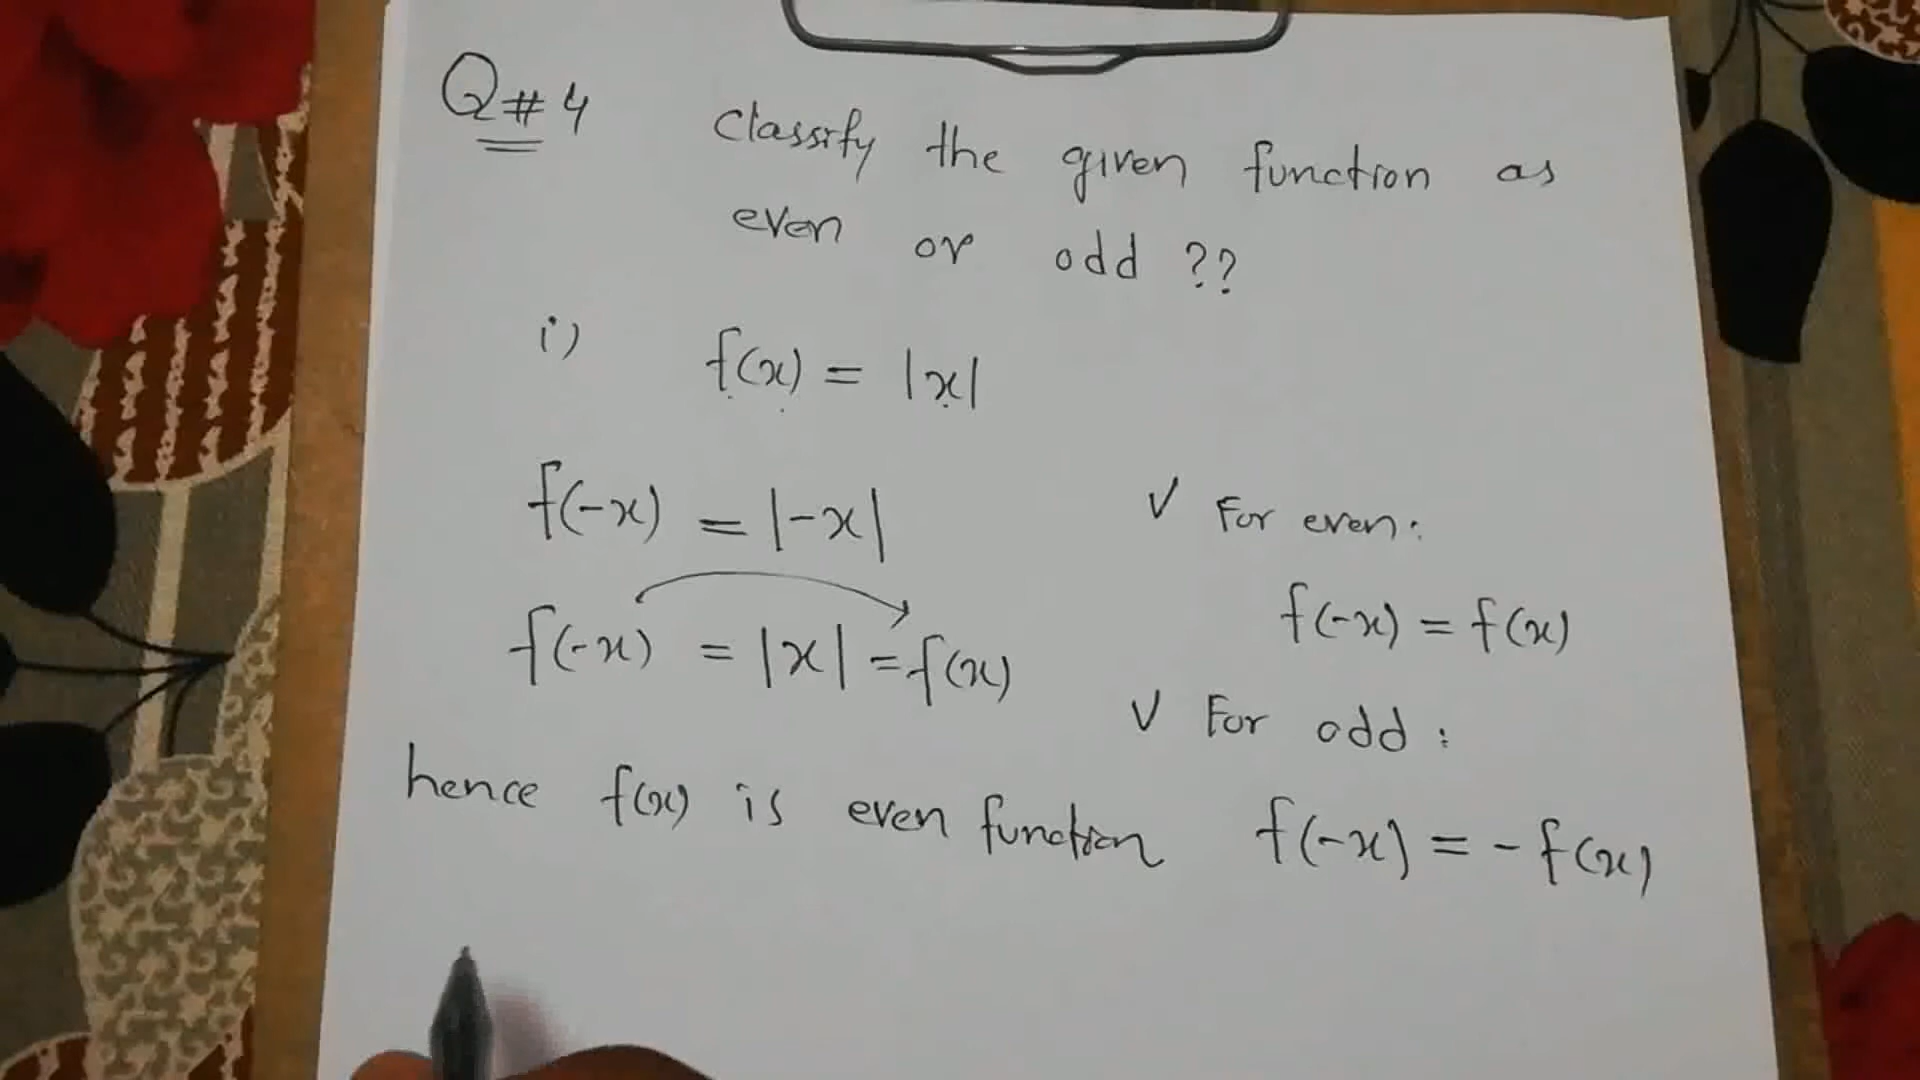 Q#4 Classify the given function as
even or odd ??
i) f(x) = |x|
f(-x) = |-x|
f(-x) = |x| = f(x)
hence f(x) is even function
✓ For even:
f(-x) = f(x)
✓ For odd:
f(-x) = -f(x)